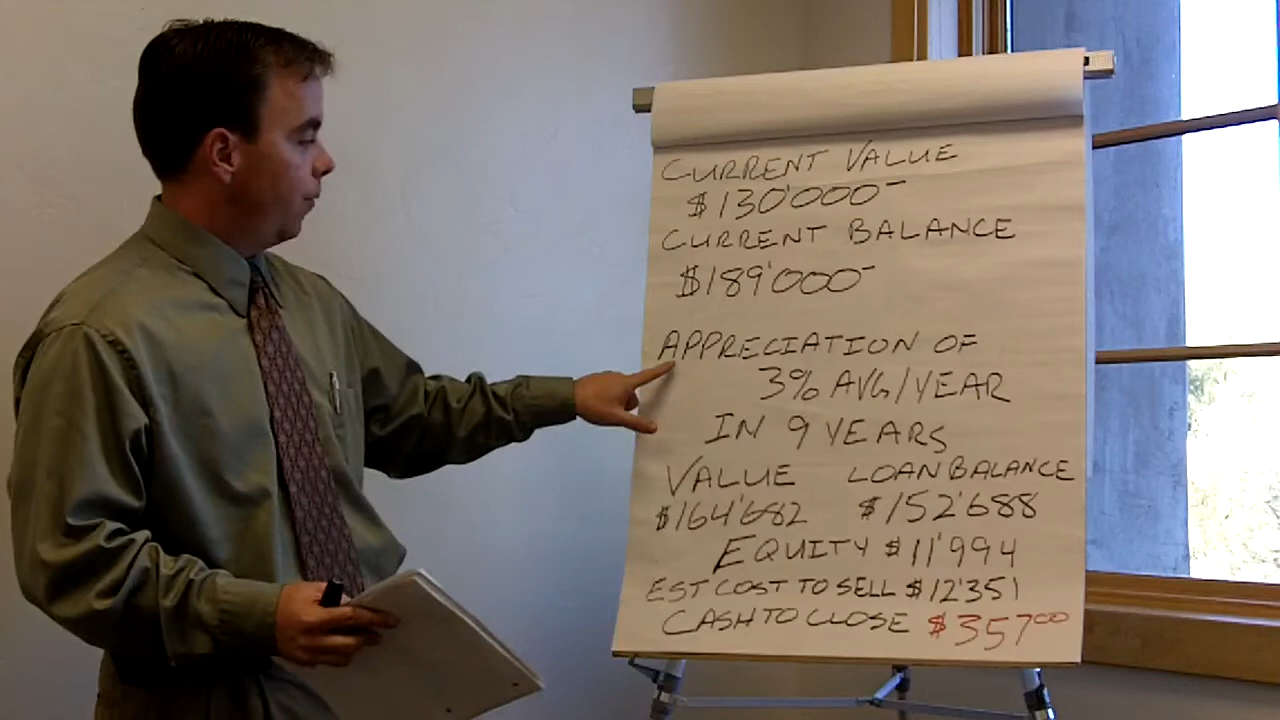 CURRENT VALUE
$130'000-
CURRENT BALANCE
$189'000-
APPRECIATION OF
3% AVG/YEAR
IN 9 YEARS
VALUE LOAN BALANCE
$164'682 $152'688
EQUITY $11'994
EST COST TO SELL $12'351
CASH TO CLOSE $357.00